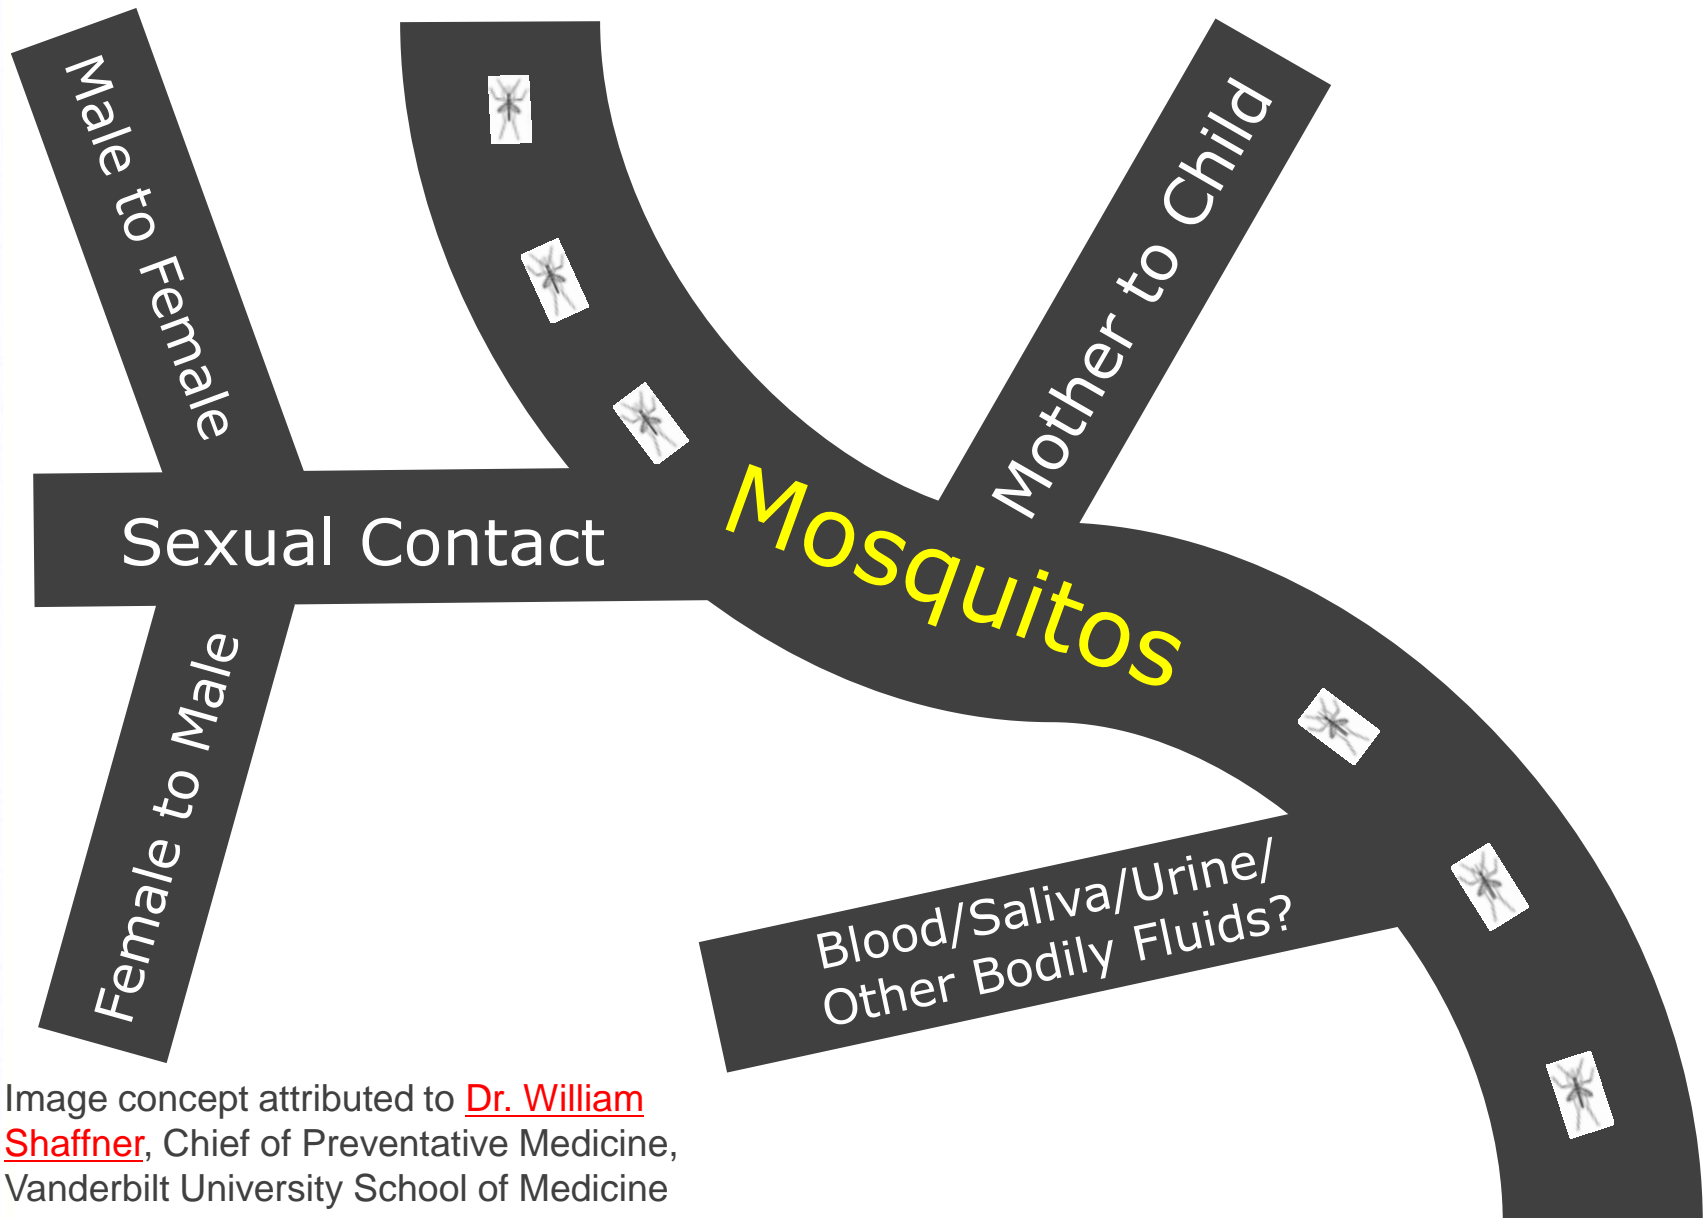 Male to Female
Mother to Child
Sexual Contact
Mosquitos
Female to Male
Blood/Saliva/Urine/
Other Bodily Fluids?
Image concept attributed to Dr. William
Shaffner, Chief of Preventative Medicine,
Vanderbilt University School of Medicine